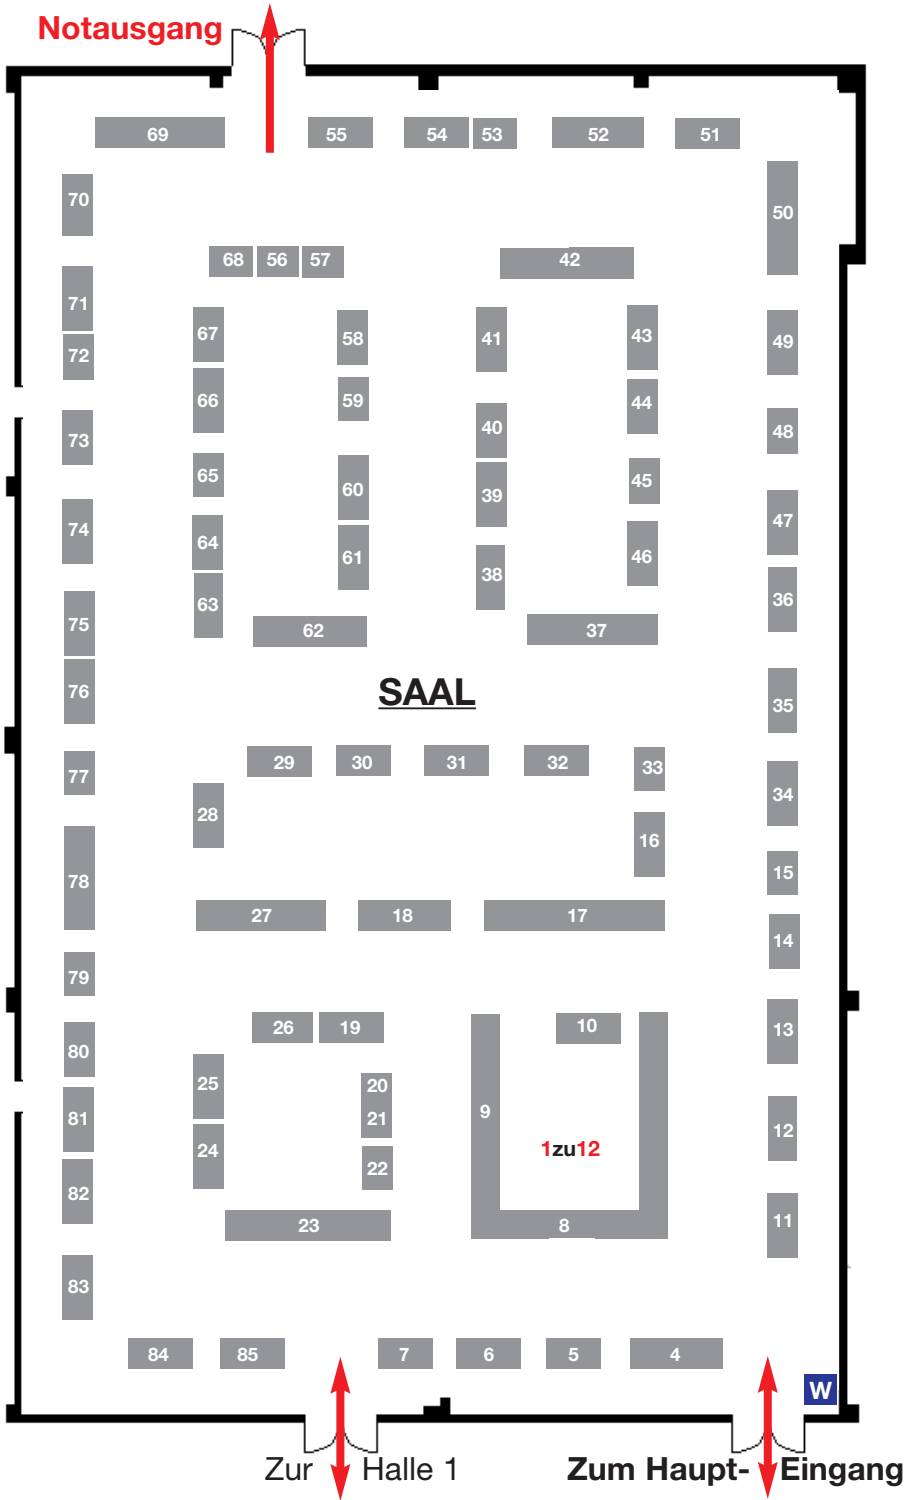 Notausgang
69 55 54 53 52 51
70 50
68 56 57 42
71 67 58 41 43 49
72
66 59 44
73 40 48
65 60 39 45
74 64 61 46 47
38
75 63 36
62 37
76 SAAL 35
77 29 30 31 32 33
28 34
16
78 15
27 18 17
14
79
26 19 10 13
80
25 20
81 21 9 12
24 22 1zu12
82
23 8 11
83
84 85 7 6 5 4
W
Zur Halle 1 Zum Haupt- Eingang